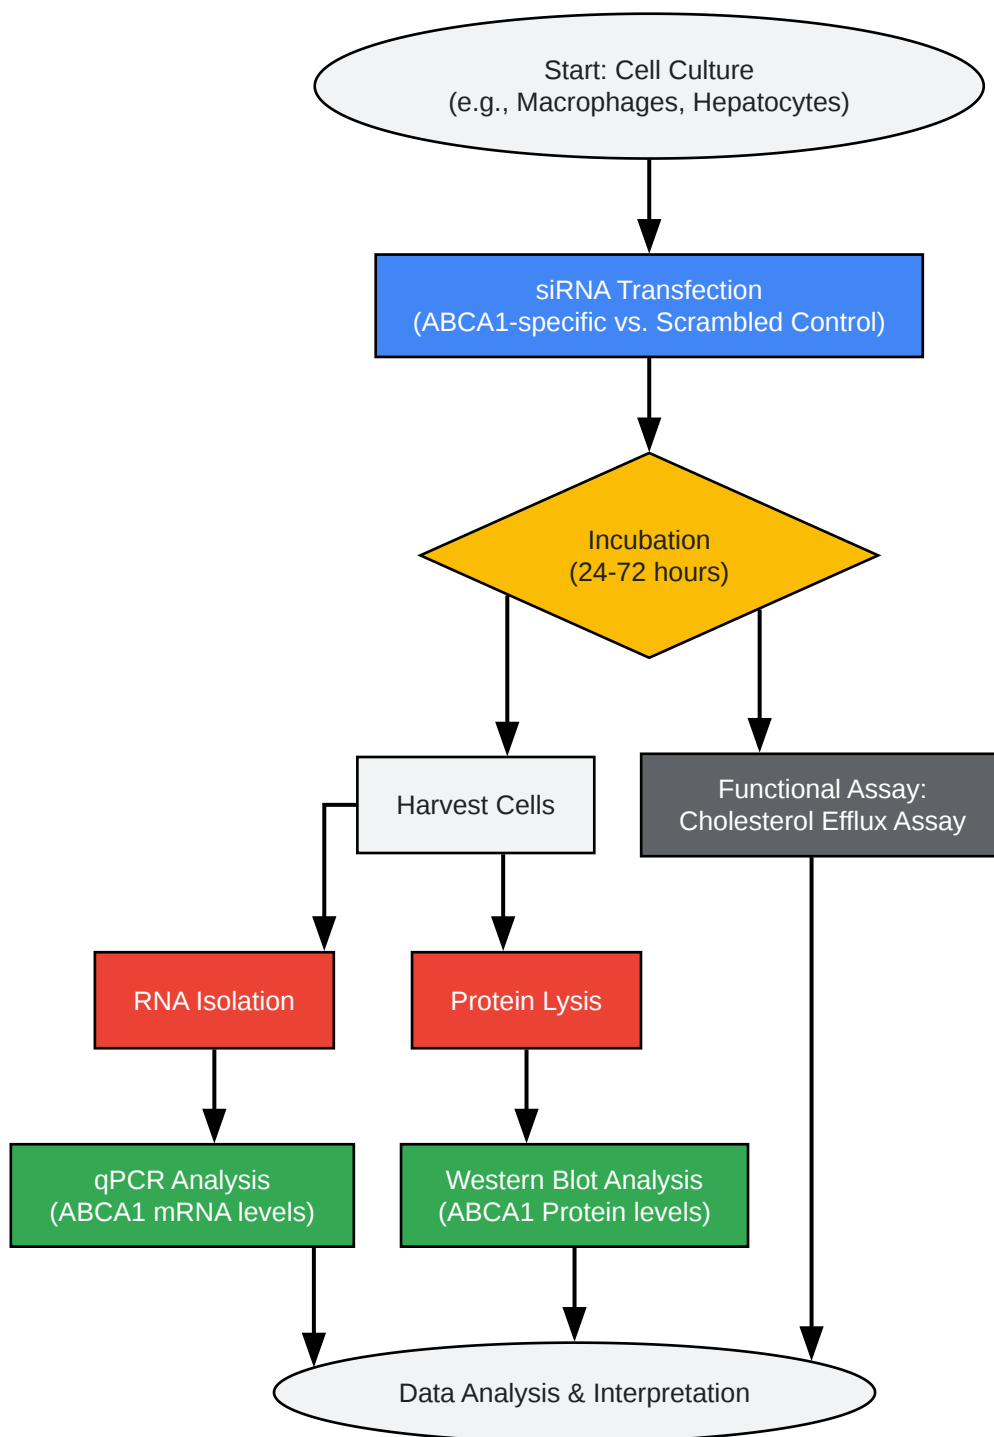 Start: Cell Culture
(e.g., Macrophages, Hepatocytes)
siRNA Transfection
(ABCA1-specific vs. Scrambled Control)
Incubation
(24-72 hours)
Harvest Cells
Functional Assay:
Cholesterol Efflux Assay
RNA Isolation
Protein Lysis
qPCR Analysis
(ABCA1 mRNA levels)
Western Blot Analysis
(ABCA1 Protein levels)
Data Analysis & Interpretation